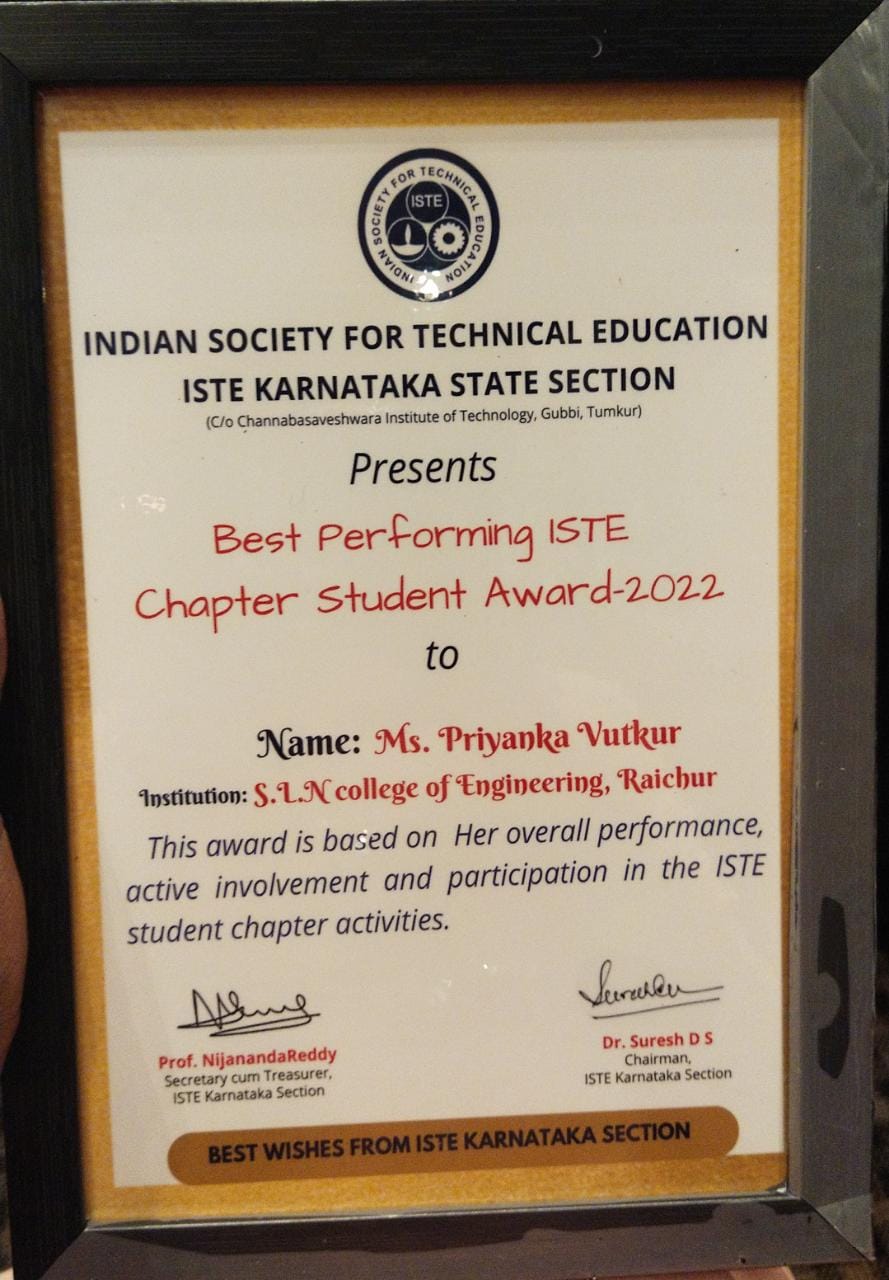 INDIAN SOCIETY FOR TECHNICAL EDUCATION
ISTE
INDIAN SOCIETY FOR TECHNICAL EDUCATION
ISTE KARNATAKA STATE SECTION
(C/o Channabasaveshwara Institute of Technology, Gubbi, Tumkur)
Presents
Best Performing ISTE
Chapter Student Award-2022
to
Name: Ms. Priyanka Vutkur
Institution: S.L.N college of Engineering, Raichur
This award is based on Her overall performance,
active involvement and participation in the ISTE
student chapter activities.
Prof. NijanandaReddy
Secretary cum Treasurer,
ISTE Karnataka Section
Dr. Suresh D S
Chairman,
ISTE Karnataka Section
BEST WISHES FROM ISTE KARNATAKA SECTION